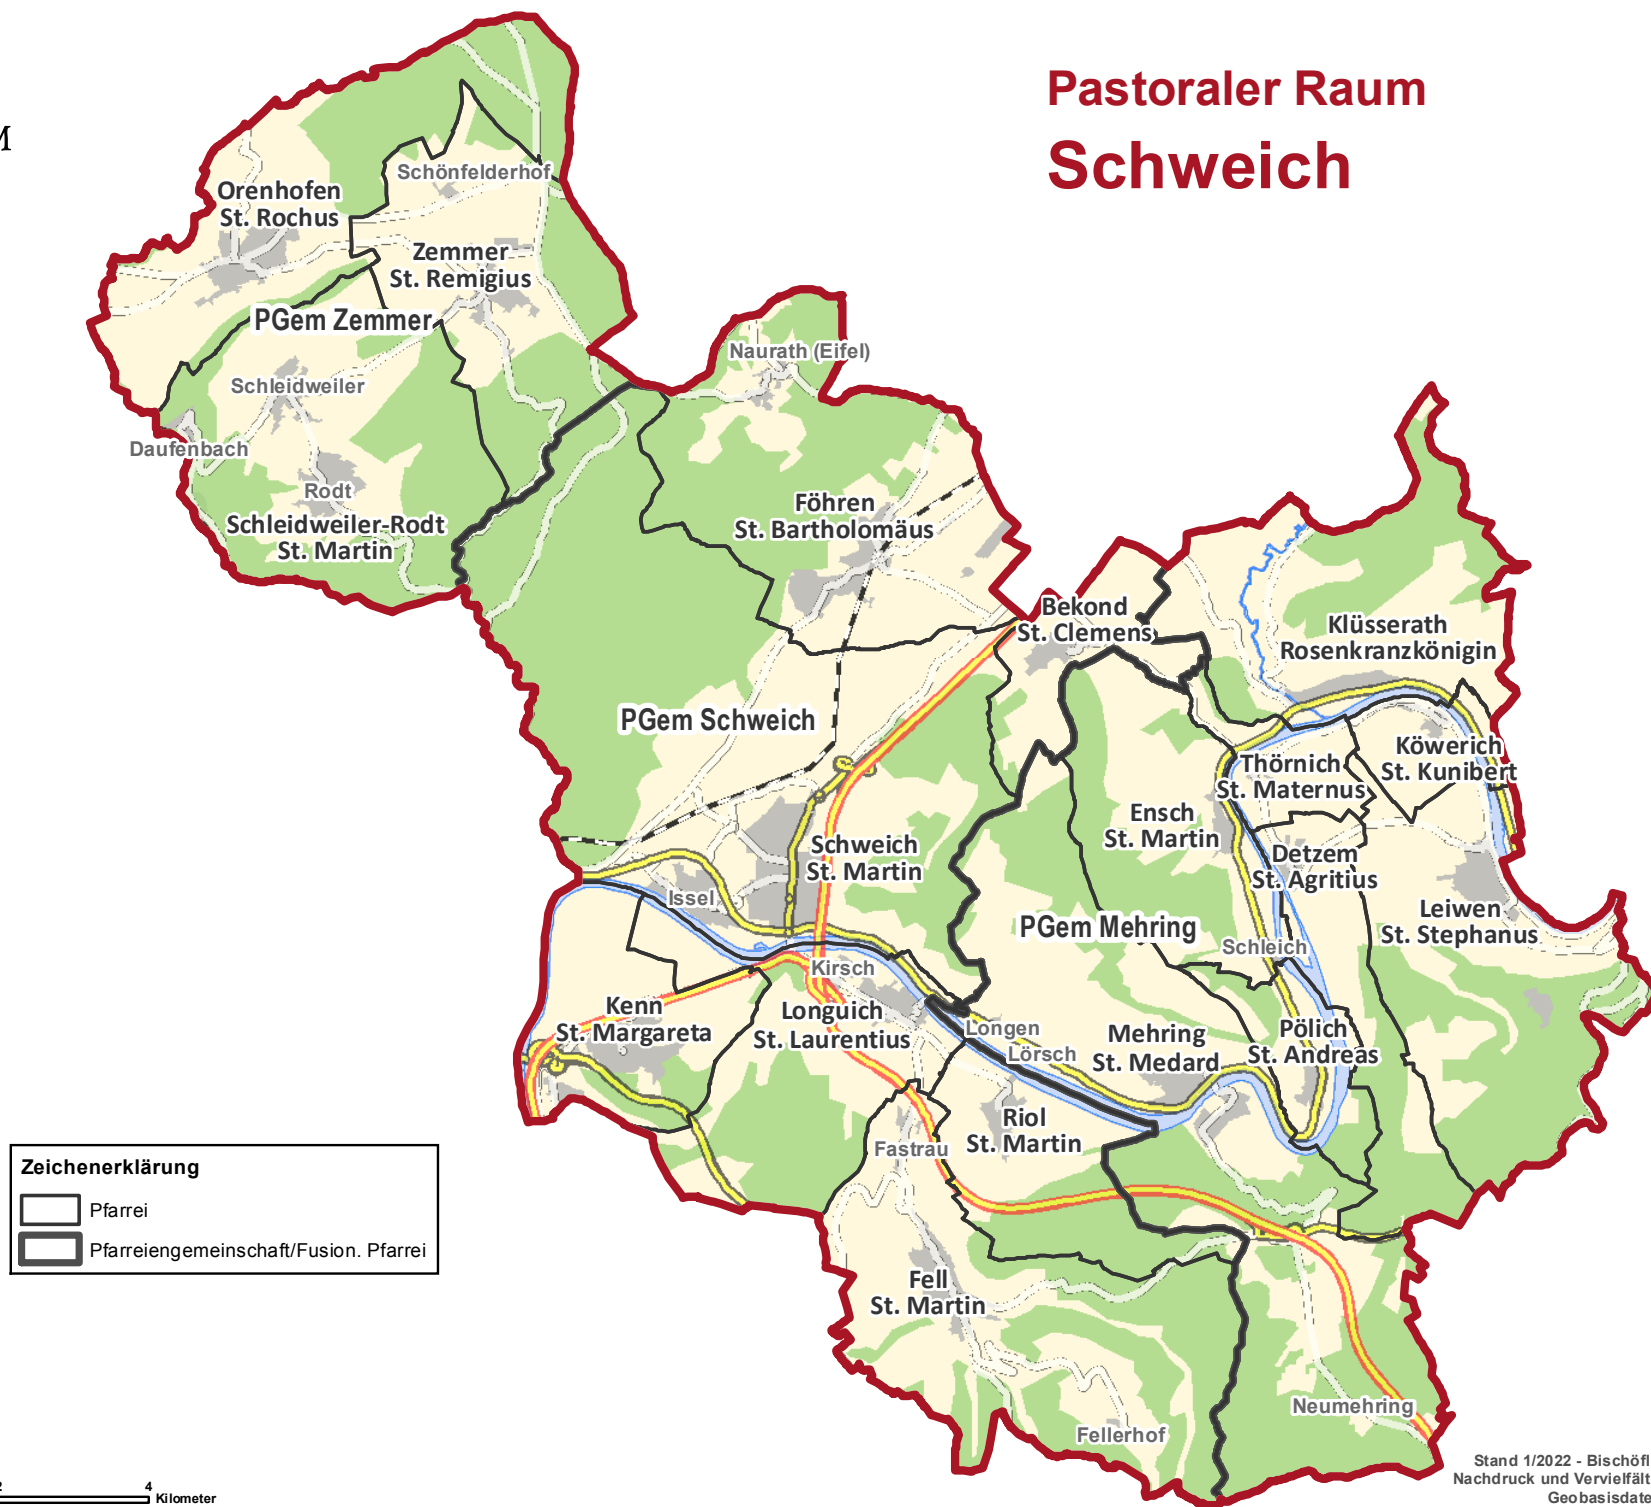 Pastoraler Raum
Schweich
M
Schönfelderhof
Orenhofen
St. Rochus
Zemmer
St. Remigius
PGem Zemmer
Naurath (Eifel)
Schleidweiler
Daufenbach
Rodt
Schleidweiler-Rodt
St. Martin
Föhren
St. Bartholomäus
Bekond
St. Clemens
Klüsserath
Rosenkranzkönigin
PGem Schweich
Köwerich
St. Kunibert
Thörnich
St. Maternus
Ensch
St. Martin
Schweich
St. Martin
Detzem
St. Agritius
Issel
Leiwen
St. Stephanus
PGem Mehring
Schleich
Kirsch
Kenn
St. Margareta
Longuich
St. Laurentius
Longen
Lörsch
Mehring
St. Medard
Pölich
St. Andreas
Riol
St. Martin
Fastrau
Zeichenerklärung
Pfarrei
Pfarreiengemeinschaft/Fusion. Pfarrei
Fell
St. Martin
Neumehring
Fellerhof
Stand 1/2022 - Bischöfl
Nachdruck und Vervielfält
Geobasisdate
2
4
Kilometer